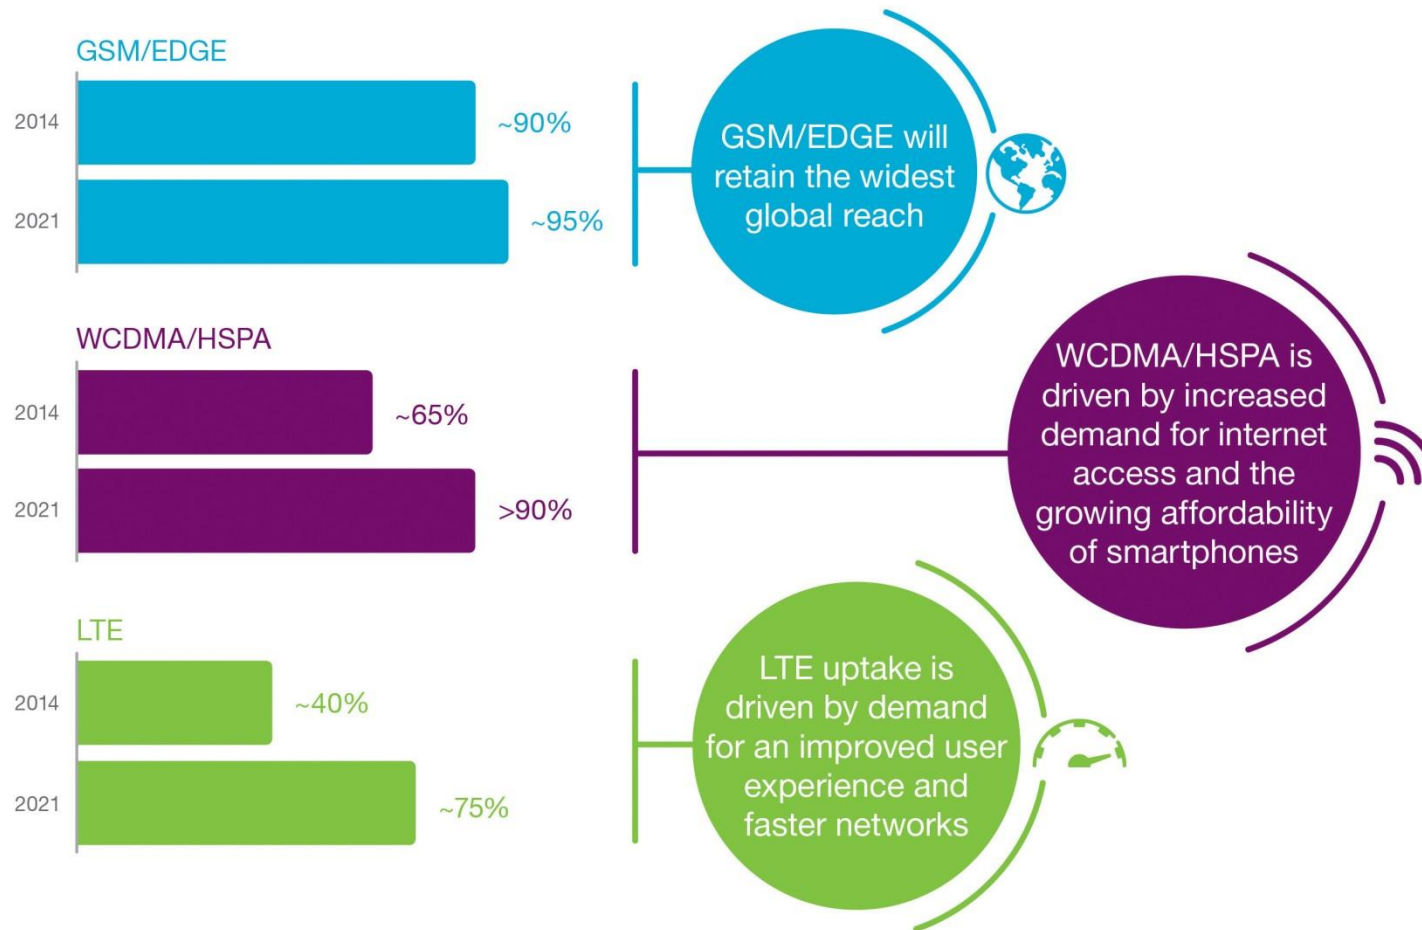 GSM/EDGE
2014
~90%
2021
~95%
GSM/EDGE will
retain the widest
global reach
WCDMA/HSPA
2014
~65%
2021
>90%
WCDMA/HSPA is
driven by increased
demand for internet
access and the
growing affordability
of smartphones
LTE
2014
~40%
2021
~75%
LTE uptake is
driven by demand
for an improved user
experience and
faster networks